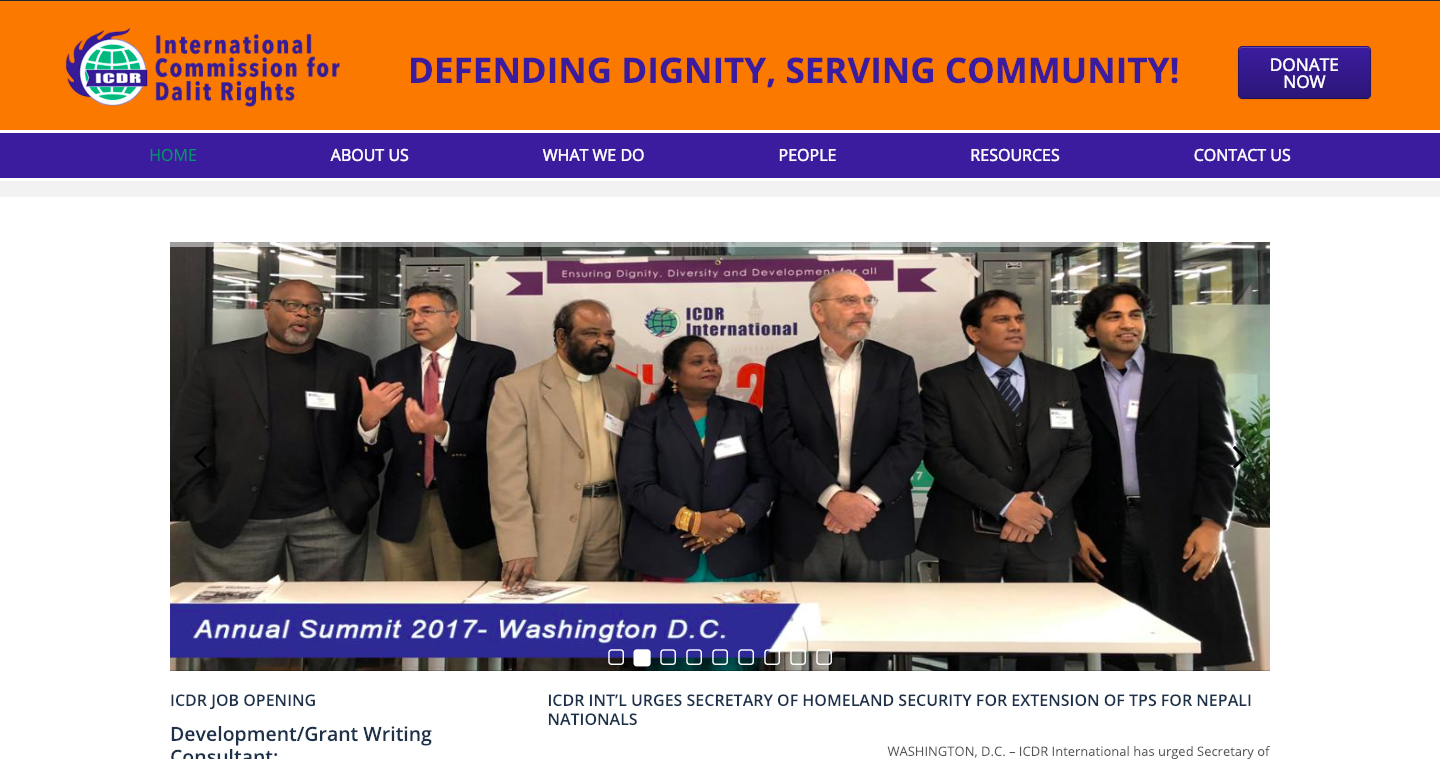 International
Commission for
Dalit Rights
ICDR
DEFENDING DIGNITY, SERVING COMMUNITY!
DONATE
NOW
HOME
ABOUT US
WHAT WE DO
PEOPLE
RESOURCES
CONTACT US
Ensuring Dignity, Diversity and Development for all
ICDR
International
Annual Summit 2017- Washington D.C.
ICDR JOB OPENING
Development/Grant Writing
Consultant:
ICDR INT'L URGES SECRETARY OF HOMELAND SECURITY FOR EXTENSION OF TPS FOR NEPALI
NATIONALS
WASHINGTON, D.C. – ICDR International has urged Secretary of